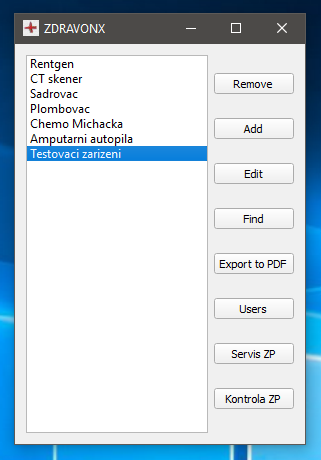 ZDRAVONX
Rentgen
CT skener
Sadrovac
Plombovac
Chemo Michacka
Amputarni autopila
Testovaci zarizeni
Remove
Add
Edit
Find
Export to PDF
Users
Servis ZP
Kontrola ZP